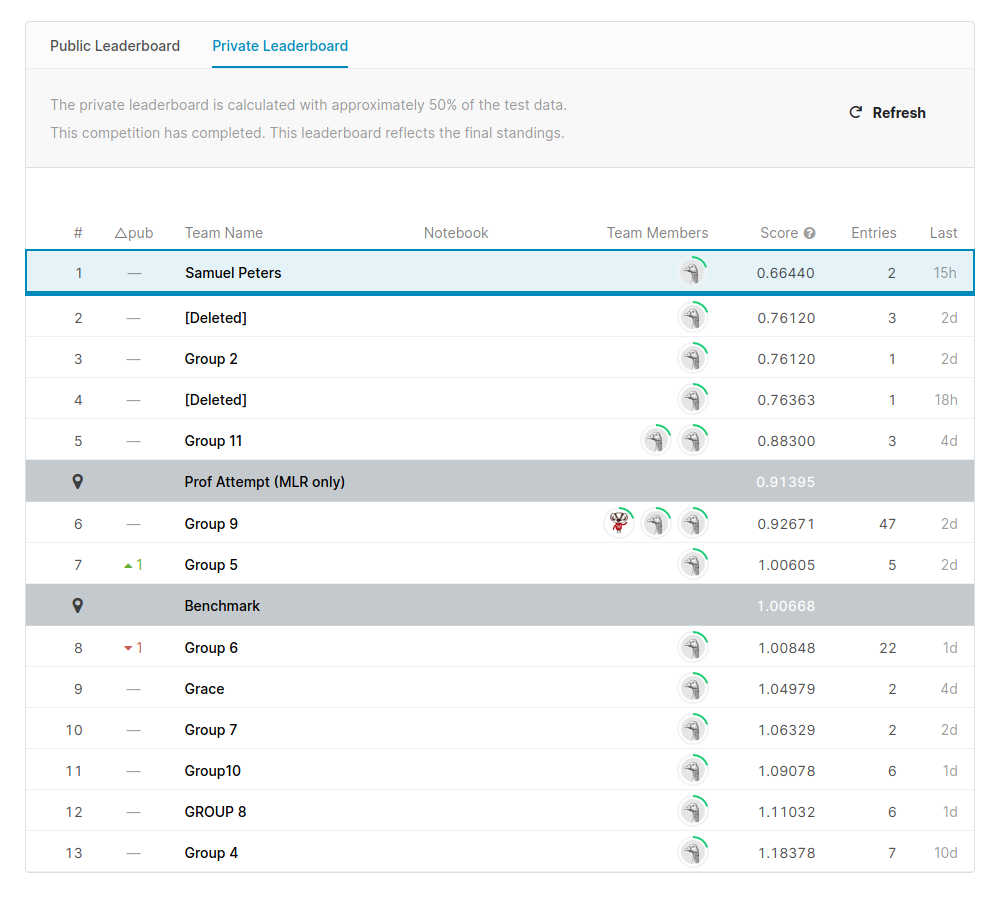 Public Leaderboard Private Leaderboard
The private leaderboard is calculated with approximately 50% of the test data.
This competition has completed. This leaderboard reflects the final standings.
Refresh
# △pub Team Name Notebook Team Members Score ? Entries Last
1 — Samuel Peters 0.66440 2 15h
2 — [Deleted] 0.76120 3 2d
3 — Group 2 0.76120 1 2d
4 — [Deleted] 0.76363 1 18h
5 — Group 11 0.88300 3 4d
Prof Attempt (MLR only) 0.91395
6 — Group 9 0.92671 47 2d
7 ▲1 Group 5 1.00605 5 2d
Benchmark 1.00668
8 ▼1 Group 6 1.00848 22 1d
9 — Grace 1.04979 2 4d
10 — Group 7 1.06329 2 2d
11 — Group10 1.09078 6 1d
12 — GROUP 8 1.11032 6 1d
13 — Group 4 1.18378 7 10d